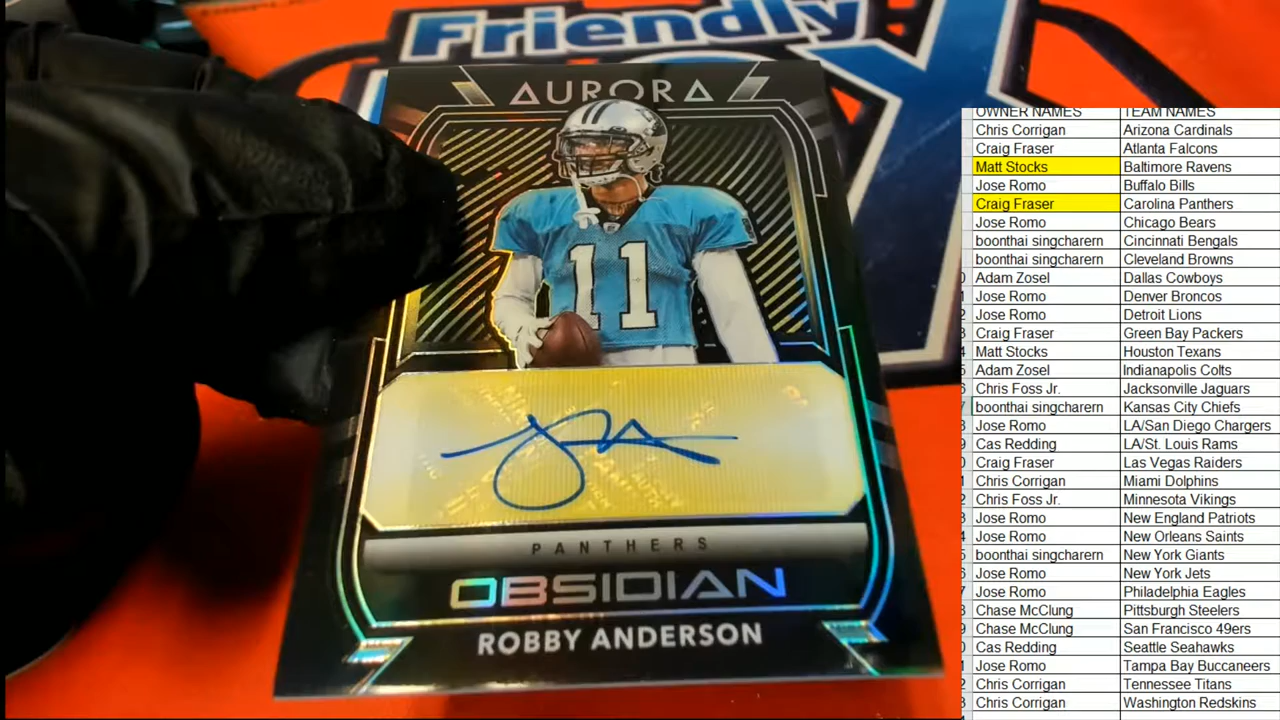 Friendly
AURORA
11
PANTHERS
OBSIDIAN
ROBBY ANDERSON
OWNER NAMES TEAM NAMES
Chris Corrigan Arizona Cardinals
Craig Fraser Atlanta Falcons
Matt Stocks Baltimore Ravens
Jose Romo Buffalo Bills
Craig Fraser Carolina Panthers
Jose Romo Chicago Bears
boonthai singcharern Cincinnati Bengals
boonthai singcharern Cleveland Browns
Adam Zosel Dallas Cowboys
Jose Romo Denver Broncos
Jose Romo Detroit Lions
Craig Fraser Green Bay Packers
Matt Stocks Houston Texans
Adam Zosel Indianapolis Colts
Chris Foss Jr. Jacksonville Jaguars
boonthai singcharern Kansas City Chiefs
Jose Romo LA/San Diego Chargers
Cas Redding LA/St. Louis Rams
Craig Fraser Las Vegas Raiders
Chris Corrigan Miami Dolphins
Chris Foss Jr. Minnesota Vikings
Jose Romo New England Patriots
Jose Romo New Orleans Saints
boonthai singcharern New York Giants
Jose Romo New York Jets
Jose Romo Philadelphia Eagles
Chase McClung Pittsburgh Steelers
Chase McClung San Francisco 49ers
Cas Redding Seattle Seahawks
Jose Romo Tampa Bay Buccaneers
Chris Corrigan Tennessee Titans
Chris Corrigan Washington Redskins